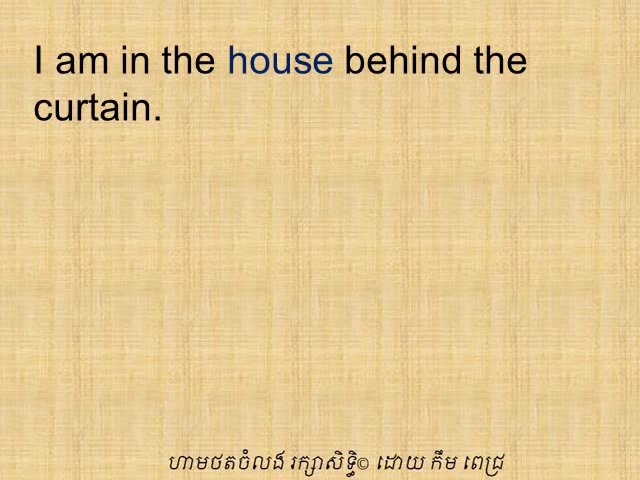 I am in the house behind the
curtain.
ហាមថតចំលង រក្សាសិទ្ធិ© ដោយ កឹម ពេជ្រ